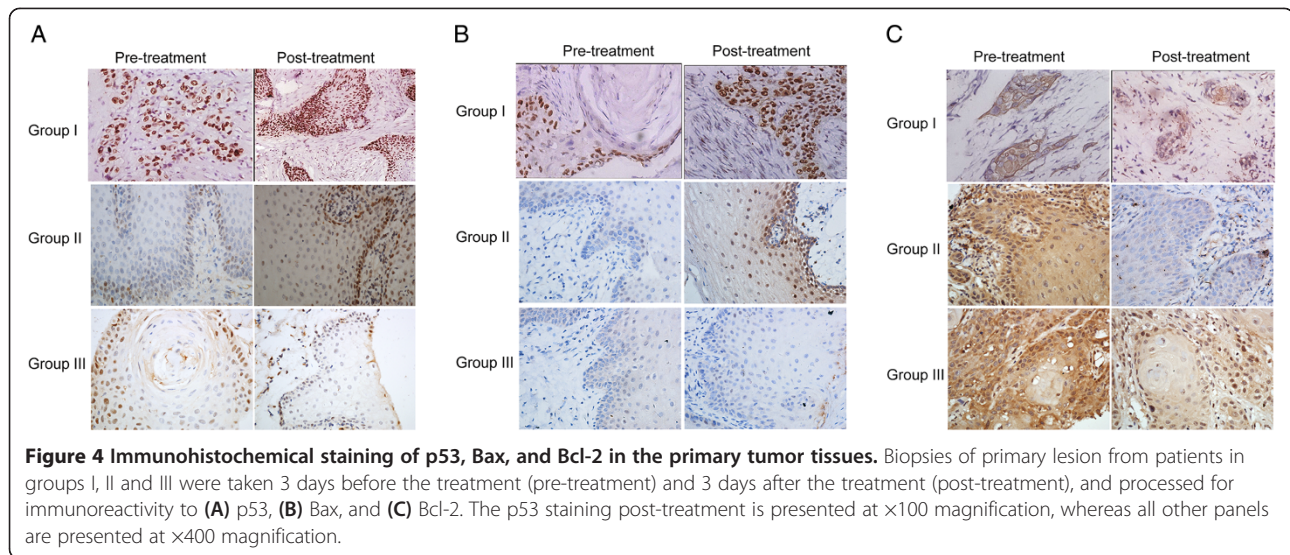 A
Pre-treatment Post-treatment
Group I
Group II
Group III
B
Pre-treatment Post-treatment
Group I
Group II
Group III
C
Pre-treatment Post-treatment
Group I
Group II
Group III
Figure 4 Immunohistochemical staining of p53, Bax, and Bcl-2 in the primary tumor tissues. Biopsies of primary lesion from patients in
groups I, II and III were taken 3 days before the treatment (pre-treatment) and 3 days after the treatment (post-treatment), and processed for
immunoreactivity to (A) p53, (B) Bax, and (C) Bcl-2. The p53 staining post-treatment is presented at ×100 magnification, whereas all other panels
are presented at ×400 magnification.